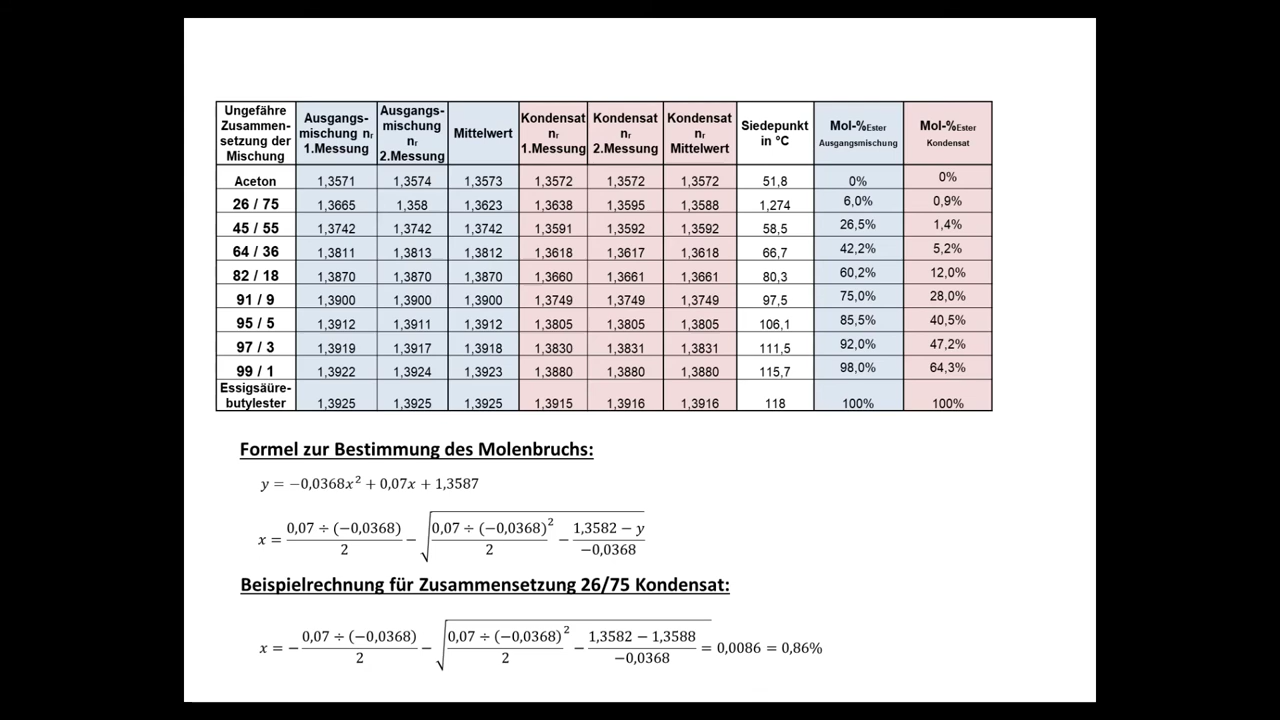 Ungefähre Zusammen-setzung der Mischung | Ausgangs-mischung nr 1.Messung | Ausgangs-mischung nr 2.Messung | Mittelwert | Kondensat nr 1.Messung | Kondensat nr 2.Messung | Kondensat nr Mittelwert | Siedepunkt in °C | Mol-%Ester Ausgangsmischung | Mol-%Ester Kondensat
Aceton | 1,3571 | 1,3574 | 1,3573 | 1,3572 | 1,3572 | 1,3572 | 51,8 | 0% | 0%
26 / 75 | 1,3665 | 1,358 | 1,3623 | 1,3638 | 1,3595 | 1,3588 | 1,274 | 6,0% | 0,9%
45 / 55 | 1,3742 | 1,3742 | 1,3742 | 1,3591 | 1,3592 | 1,3592 | 58,5 | 26,5% | 1,4%
64 / 36 | 1,3811 | 1,3813 | 1,3812 | 1,3618 | 1,3617 | 1,3618 | 66,7 | 42,2% | 5,2%
82 / 18 | 1,3870 | 1,3870 | 1,3870 | 1,3660 | 1,3661 | 1,3661 | 80,3 | 60,2% | 12,0%
91 / 9 | 1,3900 | 1,3900 | 1,3900 | 1,3749 | 1,3749 | 1,3749 | 97,5 | 75,0% | 28,0%
95 / 5 | 1,3912 | 1,3911 | 1,3912 | 1,3805 | 1,3805 | 1,3805 | 106,1 | 85,5% | 40,5%
97 / 3 | 1,3919 | 1,3917 | 1,3918 | 1,3830 | 1,3831 | 1,3831 | 111,5 | 92,0% | 47,2%
99 / 1 | 1,3922 | 1,3924 | 1,3923 | 1,3880 | 1,3880 | 1,3880 | 115,7 | 98,0% | 64,3%
Essigsäure-butylester | 1,3925 | 1,3925 | 1,3925 | 1,3915 | 1,3916 | 1,3916 | 118 | 100% | 100%
Formel zur Bestimmung des Molenbruchs:
y = −0,0368x² + 0,07x + 1,3587
x = (0,07 ÷ (−0,0368))/2 − √((0,07 ÷ (−0,0368)²)/2 − (1,3582 − y)/(−0,0368))
Beispielrechnung für Zusammensetzung 26/75 Kondensat:
x = −(0,07 ÷ (−0,0368))/2 − √((0,07 ÷ (−0,0368)²)/2 − (1,3582 − 1,3588)/(−0,0368)) = 0,0086 = 0,86%